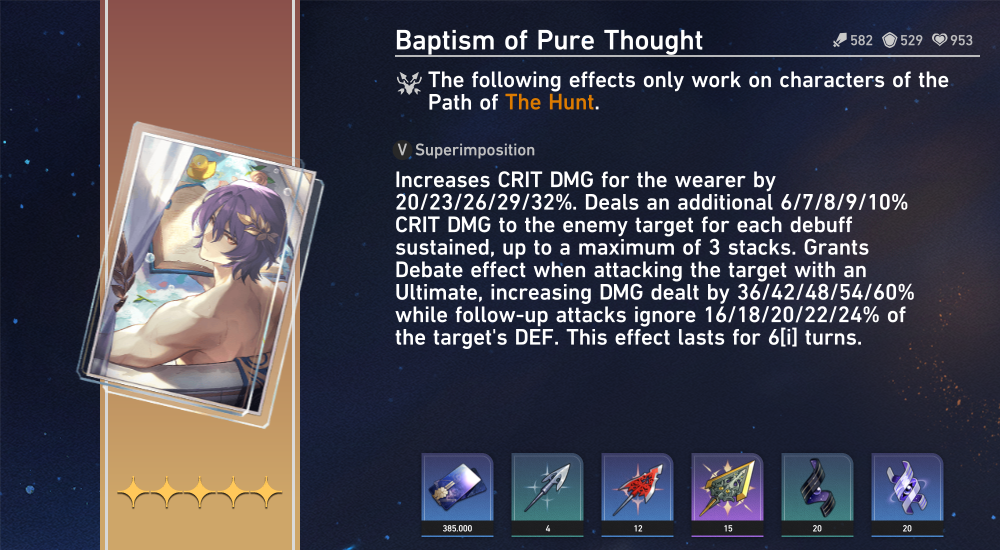 Baptism of Pure Thought
582 529 953
The following effects only work on characters of the
Path of The Hunt.
V Superimposition
Increases CRIT DMG for the wearer by
20/23/26/29/32%. Deals an additional 6/7/8/9/10%
CRIT DMG to the enemy target for each debuff
sustained, up to a maximum of 3 stacks. Grants
Debate effect when attacking the target with an
Ultimate, increasing DMG dealt by 36/42/48/54/60%
while follow-up attacks ignore 16/18/20/22/24% of
the target's DEF. This effect lasts for 6[i] turns.
385.000 4 12 15 20 20